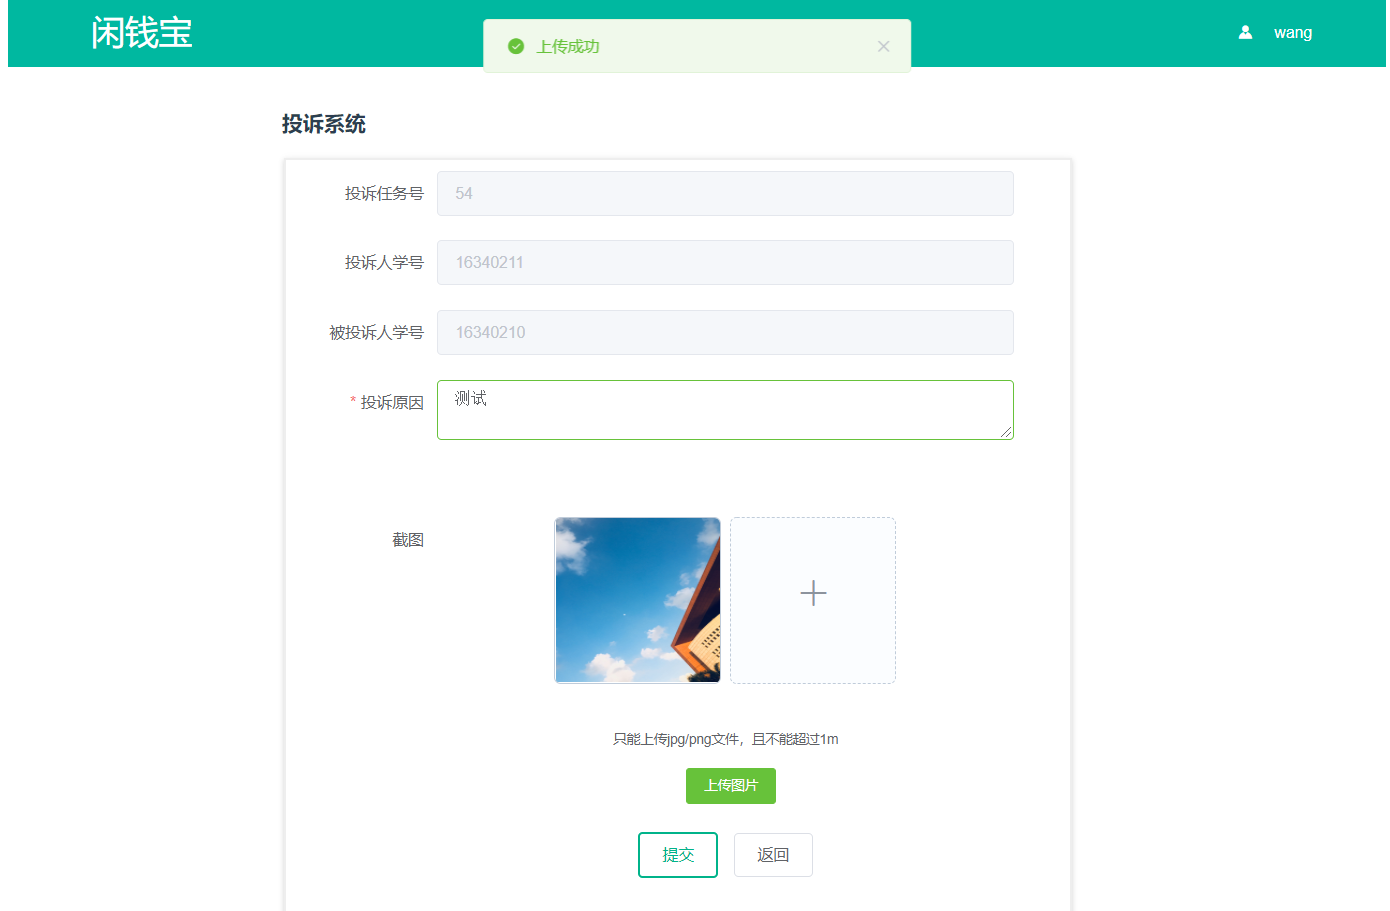 闲钱宝
上传成功
wang
投诉系统
投诉任务号 54
投诉人学号 16340211
被投诉人学号 16340210
* 投诉原因 测试
截图
只能上传jpg/png文件，且不能超过1m
上传图片
提交 返回